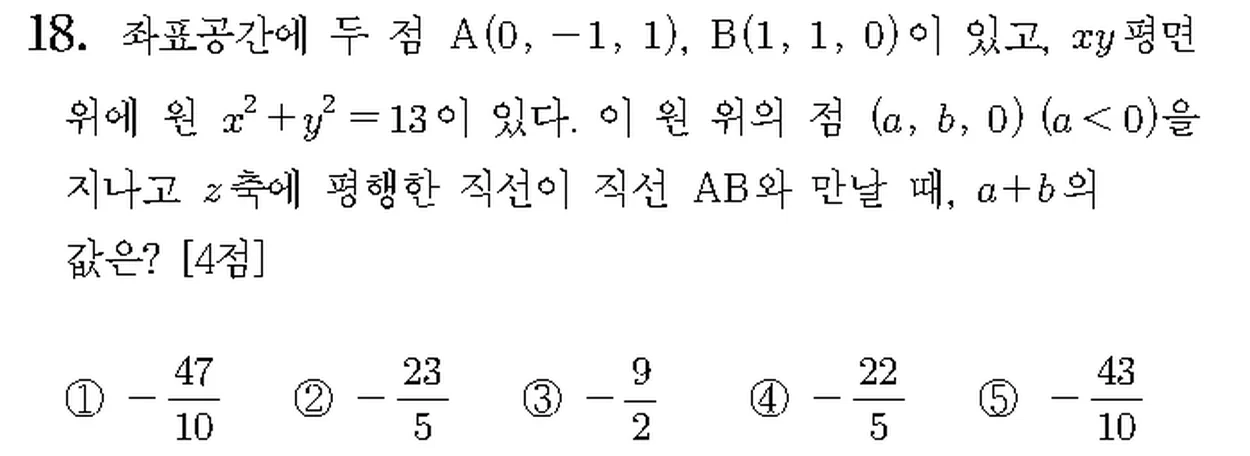 18. 좌표공간에 두 점 A(0, −1, 1), B(1, 1, 0)이 있고, xy평면
위에 원 x²+y²=13이 있다. 이 원 위의 점 (a, b, 0) (a<0)을
지나고 z축에 평행한 직선이 직선 AB와 만날 때, a+b의
값은? [4점]
① −47/10 ② −23/5 ③ −9/2 ④ −22/5 ⑤ −43/10